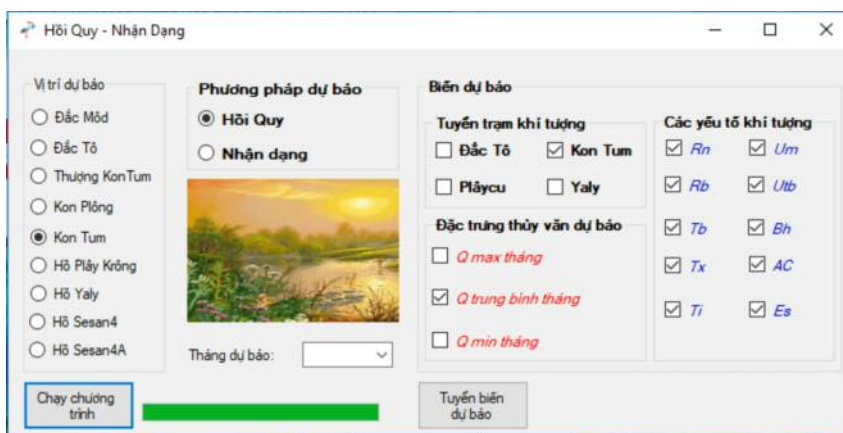 Hồi Quy - Nhận Dạng
Vị trí dự báo
Đắc Môd
Đắc Tô
Thượng KonTum
Kon Plông
Kon Tum
Hồ Plây Krông
Hồ Yaly
Hồ Sesan4
Hồ Sesan4A
Phương pháp dự báo
Hồi Quy
Nhận dạng
Tháng dự báo:
Biến dự báo
Tuyển trạm khí tượng
Đắc Tô
Kon Tum
Plâycu
Yaly
Đặc trưng thủy văn dự báo
Q max tháng
Q trung bình tháng
Q min tháng
Các yếu tố khí tượng
Rn
Um
Rb
Utb
Tb
Bh
Tx
AC
Ti
Es
Chạy chương
trình
Tuyển biến
dự báo